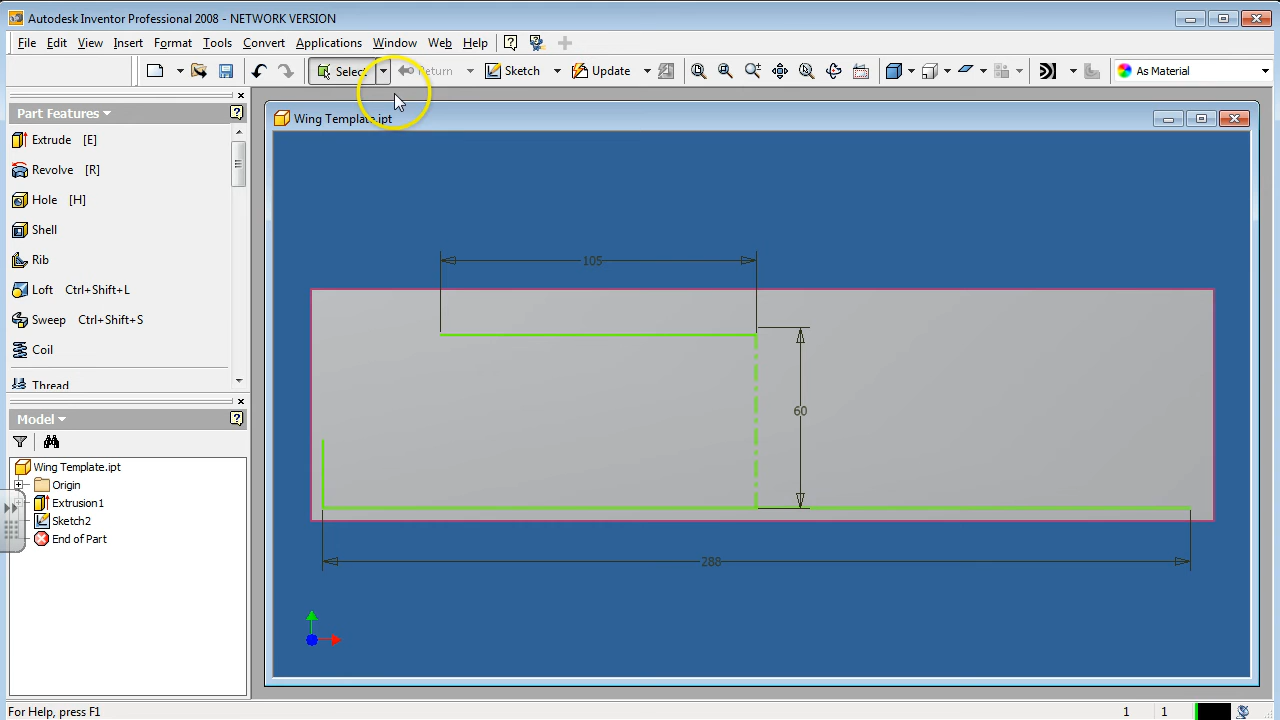 Autodesk Inventor Professional 2008 - NETWORK VERSION
File Edit View Insert Format Tools Convert Applications Window Web Help
Select Return Sketch Update As Material
Part Features
Wing Template.ipt
Extrude [E]
Revolve [R]
Hole [H]
Shell
Rib
Loft Ctrl+Shift+L
Sweep Ctrl+Shift+S
Coil
Thread
105
60
288
Model
Wing Template.ipt
Origin
Extrusion1
Sketch2
End of Part
For Help, press F1
1 1